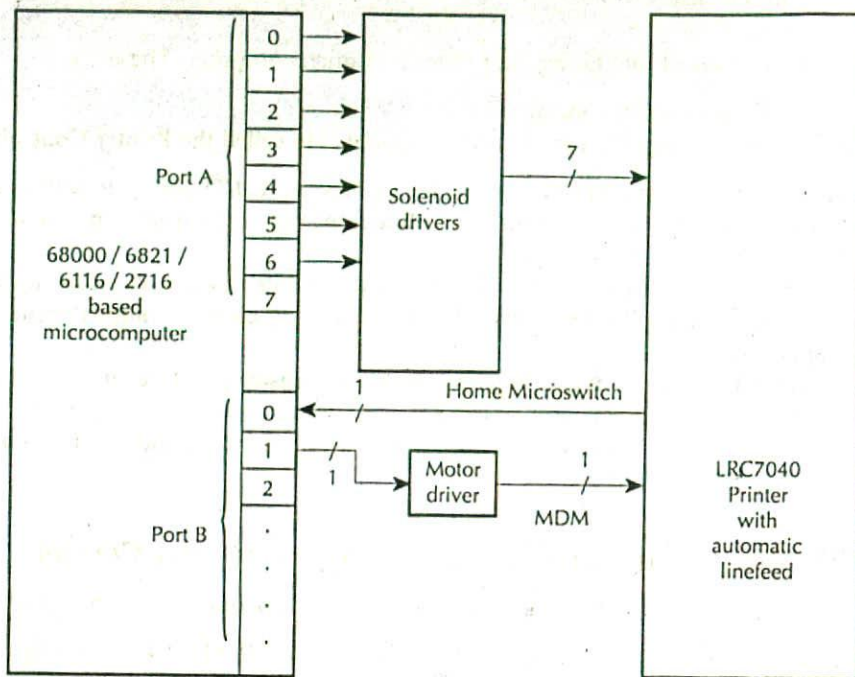 0
1
2
3
4
5
6
7
Port A
68000 / 6821 /
6116 / 2716
based
microcomputer
Solenoid
drivers
7
1
Home Microswitch
0
1
2
.
.
.
.
Port B
1
Motor
driver
1
MDM
LRC7040
Printer
with
automatic
linefeed